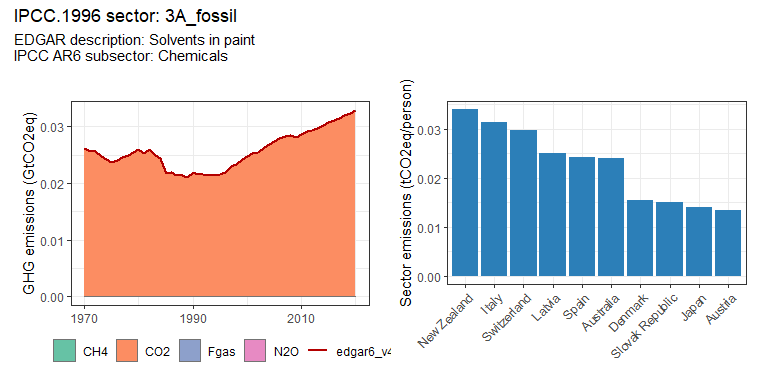 IPCC.1996 sector: 3A_fossil
EDGAR description: Solvents in paint
IPCC AR6 subsector: Chemicals
GHG emissions (GtCO2eq)
0.03
0.02
0.01
0.00
1970
1990
2010
CH4
CO2
Fgas
N2O
edgar6_v4
Sector emissions (tCO2eq/person)
0.03
0.02
0.01
0.00
New Zealand
Italy
Switzerland
Latvia
Spain
Australia
Denmark
Slovak Republic
Japan
Austria